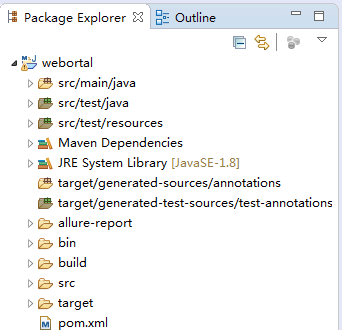 Package Explorer Outline
webortal
src/main/java
src/test/java
src/test/resources
Maven Dependencies
JRE System Library [JavaSE-1.8]
target/generated-sources/annotations
target/generated-test-sources/test-annotations
allure-report
bin
build
src
target
pom.xml